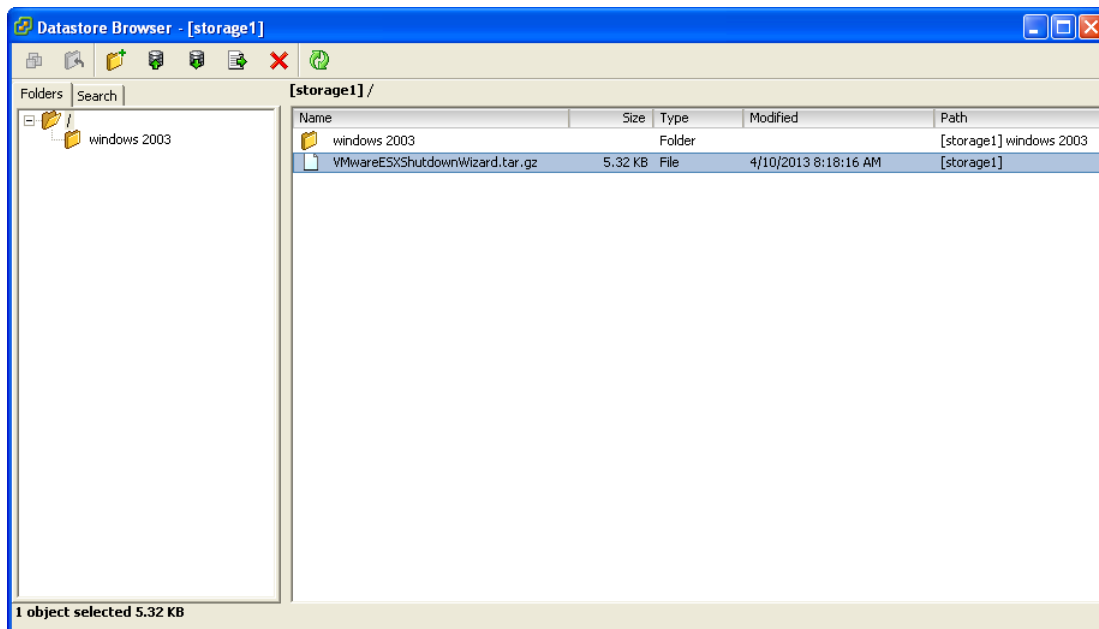 Datastore Browser - [storage1]
Folders Search
[storage1] /
/
windows 2003
Name Size Type Modified Path
windows 2003 Folder [storage1] windows 2003
VMwareESXShutdownWizard.tar.gz 5.32 KB File 4/10/2013 8:18:16 AM [storage1]
1 object selected 5.32 KB